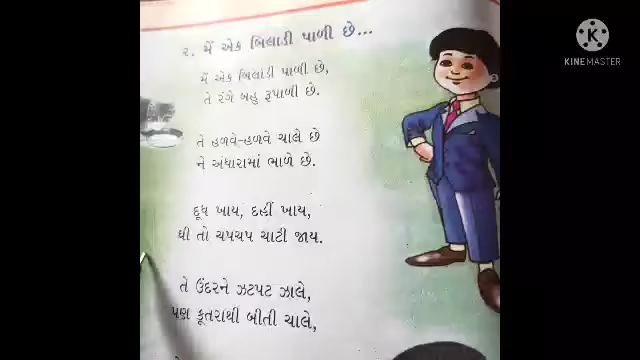 ૨. મેં એક બિલાડી પાળી છે...
મેં એક બિલાડી પાળી છે,
તે રંગે બહુ રૂપાળી છે.
તે હળવે-હળવે ચાલે છે
ને અંધારામાં ભાળે છે.
દૂધ ખાય, દહીં ખાય,
ઘી તો ચપચપ ચાટી જાય.
તે ઉંદરને ઝટપટ ઝાલે,
પણ કૂતરાથી બીતી ચાલે,
KINEMASTER